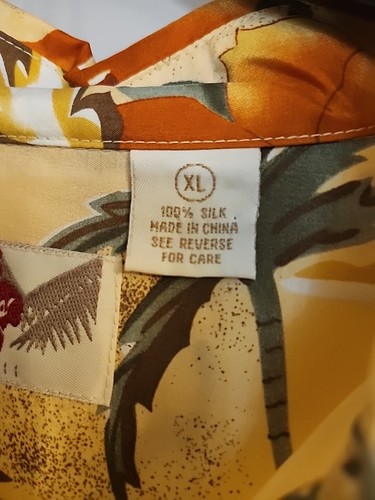 XL
100% SILK
MADE IN CHINA
SEE REVERSE
FOR CARE